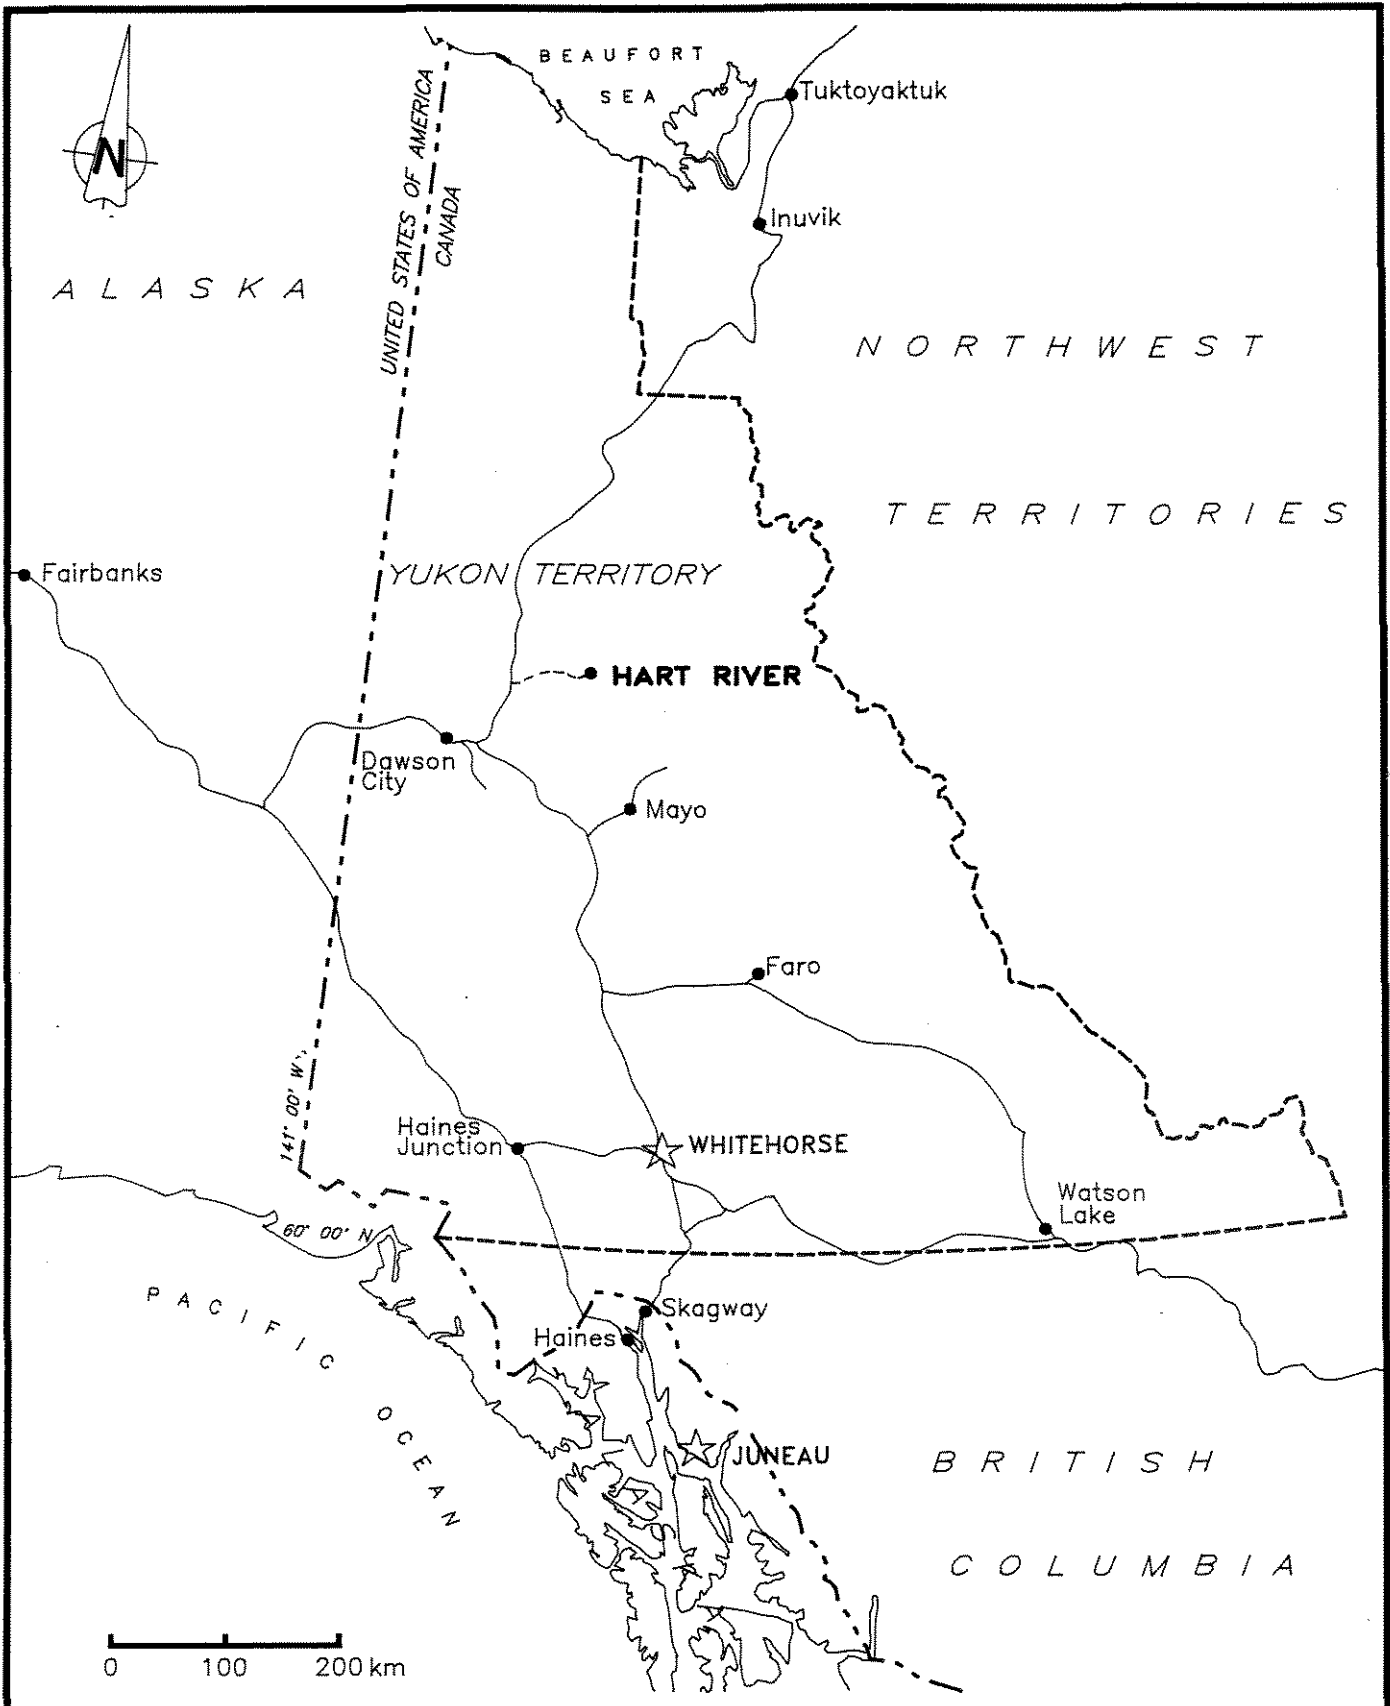 BEAUFORT
SEA
Tuktoyaktuk
N
UNITED STATES OF AMERICA
CANADA
Inuvik
ALASKA
NORTHWEST
TERRITORIES
Fairbanks
YUKON TERRITORY
HART RIVER
Dawson
City
Mayo
Faro
141° 00' W
Haines
Junction
WHITEHORSE
Watson
Lake
60° 00' N
PACIFIC
OCEAN
Skagway
Haines
JUNEAU
BRITISH
COLUMBIA
ALASKA
0 100 200 km